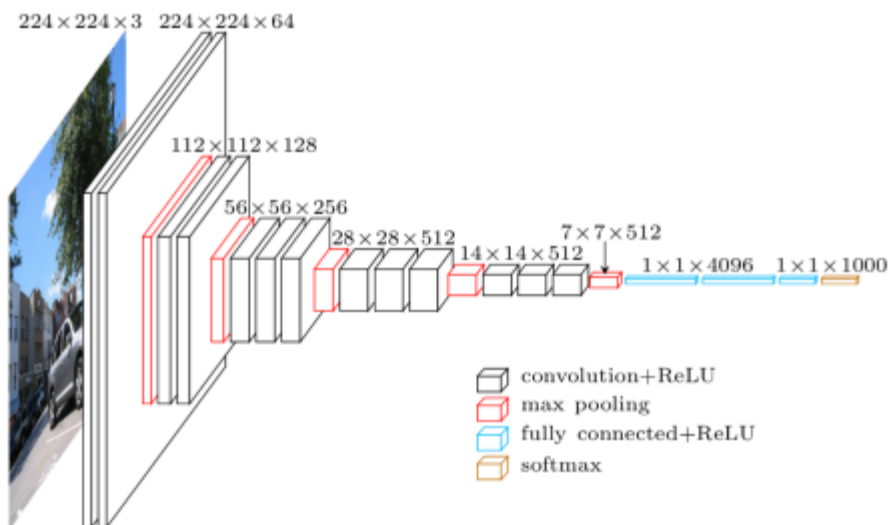 224×224×3
224×224×64
112×112×128
56×56×256
28×28×512
14×14×512
7×7×512
1×1×4096
1×1×1000
convolution+ReLU
max pooling
fully connected+ReLU
softmax